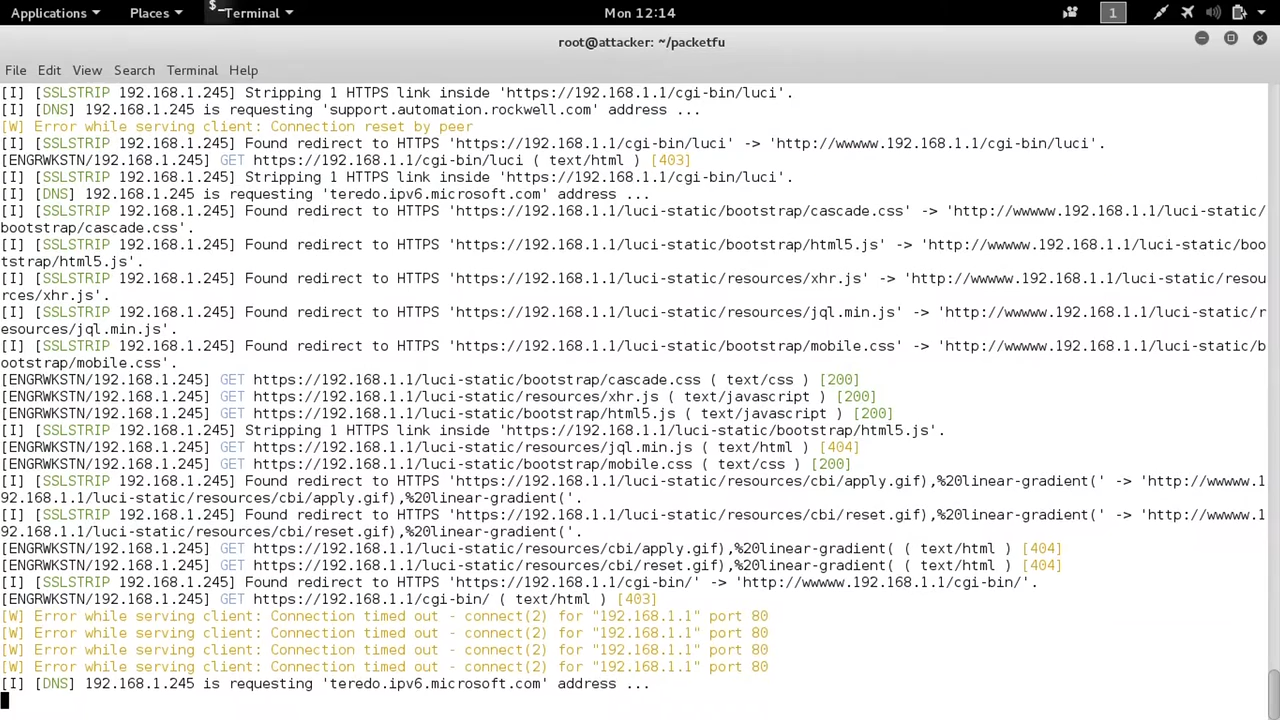 Applications Places Terminal Mon 12:14 1
root@attacker: ~/packetfu
File Edit View Search Terminal Help
[I] [SSLSTRIP 192.168.1.245] Stripping 1 HTTPS link inside 'https://192.168.1.1/cgi-bin/luci'.
[I] [DNS] 192.168.1.245 is requesting 'support.automation.rockwell.com' address ...
[W] Error while serving client: Connection reset by peer
[I] [SSLSTRIP 192.168.1.245] Found redirect to HTTPS 'https://192.168.1.1/cgi-bin/luci' -> 'http://wwwww.192.168.1.1/cgi-bin/luci'.
[ENGRWKSTN/192.168.1.245] GET https://192.168.1.1/cgi-bin/luci ( text/html ) [403]
[I] [SSLSTRIP 192.168.1.245] Stripping 1 HTTPS link inside 'https://192.168.1.1/cgi-bin/luci'.
[I] [DNS] 192.168.1.245 is requesting 'teredo.ipv6.microsoft.com' address ...
[I] [SSLSTRIP 192.168.1.245] Found redirect to HTTPS 'https://192.168.1.1/luci-static/bootstrap/cascade.css' -> 'http://wwwww.192.168.1.1/luci-static/
bootstrap/cascade.css'.
[I] [SSLSTRIP 192.168.1.245] Found redirect to HTTPS 'https://192.168.1.1/luci-static/bootstrap/html5.js' -> 'http://wwwww.192.168.1.1/luci-static/boo
tstrap/html5.js'.
[I] [SSLSTRIP 192.168.1.245] Found redirect to HTTPS 'https://192.168.1.1/luci-static/resources/xhr.js' -> 'http://wwwww.192.168.1.1/luci-static/resou
rces/xhr.js'.
[I] [SSLSTRIP 192.168.1.245] Found redirect to HTTPS 'https://192.168.1.1/luci-static/resources/jql.min.js' -> 'http://wwwww.192.168.1.1/luci-static/r
esources/jql.min.js'.
[I] [SSLSTRIP 192.168.1.245] Found redirect to HTTPS 'https://192.168.1.1/luci-static/bootstrap/mobile.css' -> 'http://wwwww.192.168.1.1/luci-static/b
ootstrap/mobile.css'.
[ENGRWKSTN/192.168.1.245] GET https://192.168.1.1/luci-static/bootstrap/cascade.css ( text/css ) [200]
[ENGRWKSTN/192.168.1.245] GET https://192.168.1.1/luci-static/resources/xhr.js ( text/javascript ) [200]
[ENGRWKSTN/192.168.1.245] GET https://192.168.1.1/luci-static/bootstrap/html5.js ( text/javascript ) [200]
[I] [SSLSTRIP 192.168.1.245] Stripping 1 HTTPS link inside 'https://192.168.1.1/luci-static/bootstrap/html5.js'.
[ENGRWKSTN/192.168.1.245] GET https://192.168.1.1/luci-static/resources/jql.min.js ( text/html ) [404]
[ENGRWKSTN/192.168.1.245] GET https://192.168.1.1/luci-static/bootstrap/mobile.css ( text/css ) [200]
[I] [SSLSTRIP 192.168.1.245] Found redirect to HTTPS 'https://192.168.1.1/luci-static/resources/cbi/apply.gif),%20linear-gradient(' -> 'http://wwwww.1
92.168.1.1/luci-static/resources/cbi/apply.gif),%20linear-gradient('.
[I] [SSLSTRIP 192.168.1.245] Found redirect to HTTPS 'https://192.168.1.1/luci-static/resources/cbi/reset.gif),%20linear-gradient(' -> 'http://wwwww.1
92.168.1.1/luci-static/resources/cbi/reset.gif),%20linear-gradient('.
[ENGRWKSTN/192.168.1.245] GET https://192.168.1.1/luci-static/resources/cbi/apply.gif),%20linear-gradient( ( text/html ) [404]
[ENGRWKSTN/192.168.1.245] GET https://192.168.1.1/luci-static/resources/cbi/reset.gif),%20linear-gradient( ( text/html ) [404]
[I] [SSLSTRIP 192.168.1.245] Found redirect to HTTPS 'https://192.168.1.1/cgi-bin/' -> 'http://wwwww.192.168.1.1/cgi-bin/'.
[ENGRWKSTN/192.168.1.245] GET https://192.168.1.1/cgi-bin/ ( text/html ) [403]
[W] Error while serving client: Connection timed out - connect(2) for "192.168.1.1" port 80
[W] Error while serving client: Connection timed out - connect(2) for "192.168.1.1" port 80
[W] Error while serving client: Connection timed out - connect(2) for "192.168.1.1" port 80
[W] Error while serving client: Connection timed out - connect(2) for "192.168.1.1" port 80
[I] [DNS] 192.168.1.245 is requesting 'teredo.ipv6.microsoft.com' address ...